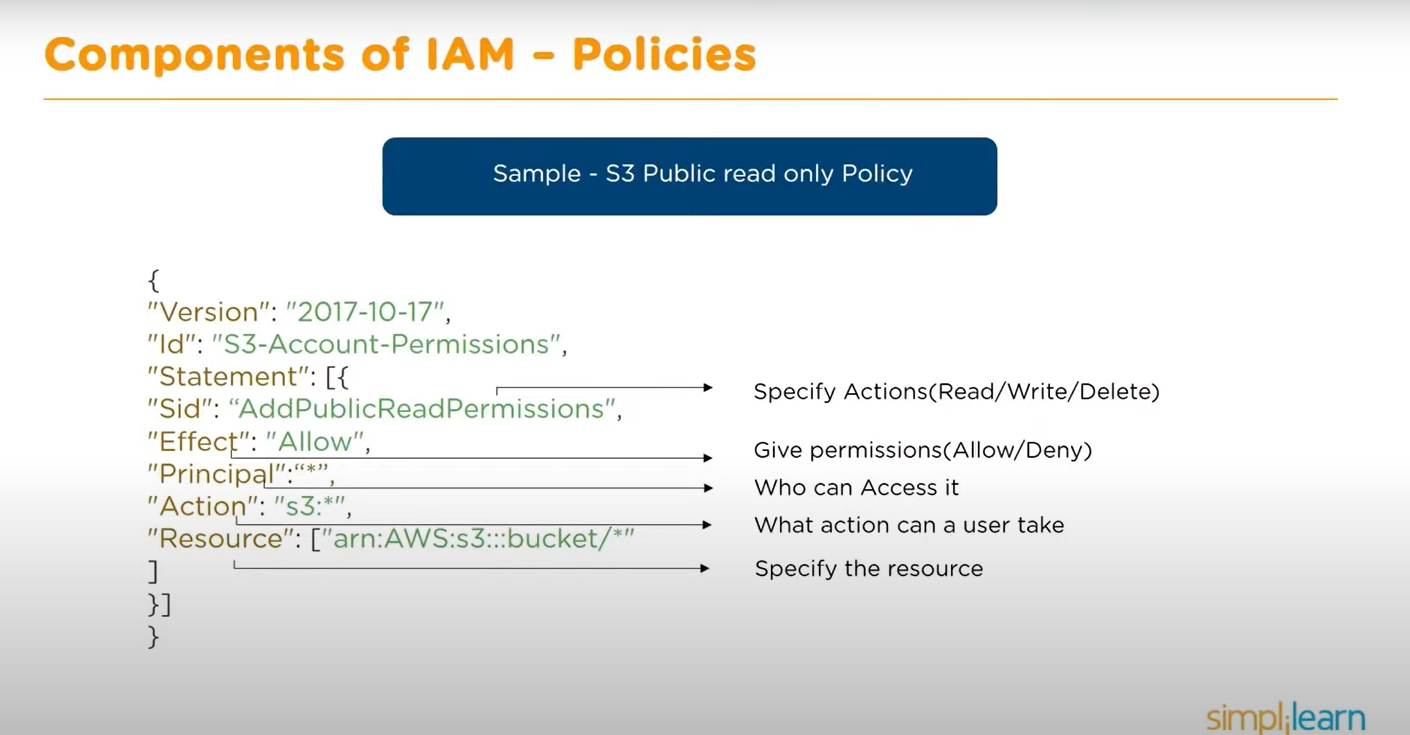 Components of IAM – Policies
Sample - S3 Public read only Policy
{
"Version": "2017-10-17",
"Id": "S3-Account-Permissions",
"Statement": [{
"Sid": “AddPublicReadPermissions",
"Effect": "Allow",
"Principal":“*”,
"Action": "s3:*",
"Resource": ["arn:AWS:s3:::bucket/*"
]
}]
}
Specify Actions(Read/Write/Delete)
Give permissions(Allow/Deny)
Who can Access it
What action can a user take
Specify the resource
simplilearn